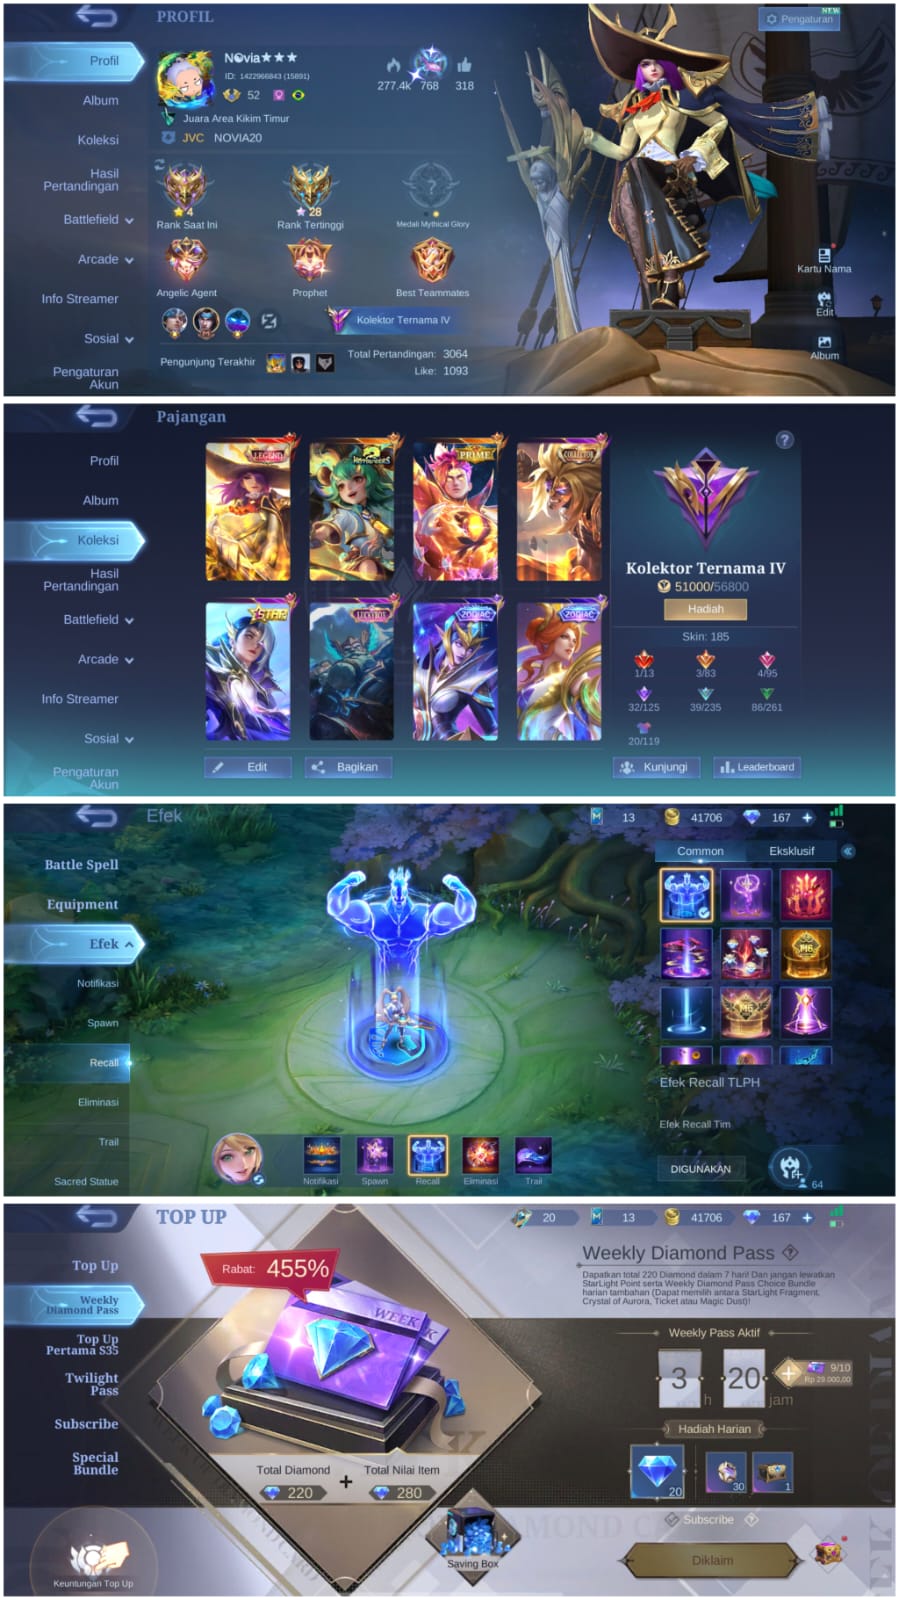 PROFIL
NEW
Pengaturan
Profil
Album
Koleksi
Hasil
Pertandingan
Battlefield
Arcade
Info Streamer
Sosial
Pengaturan
Akun
N✪via★★★
ID: 1422966843 (15891)
52
277.4k 768 318
Juara Area Kikim Timur
JVC NOVIA20
4
28
Rank Saat Ini
Rank Tertinggi
Medali Mythical Glory
Angelic Agent
Prophet
Best Teammates
Kolektor Ternama IV
Pengunjung Terakhir
Total Pertandingan: 3064
Like: 1093
Kartu Nama
Edit
Album
Pajangan
Profil
Album
Koleksi
Hasil
Pertandingan
Battlefield
Arcade
Info Streamer
Sosial
Pengaturan
Akun
LEGEND
PRIME
COLLECTOR
STAR
LUCKYBOX
ZODIAC
ZODIAC
?
Kolektor Ternama IV
51000/56800
Hadiah
Skin: 185
1/13 3/83 4/95
32/125 39/235 86/261
20/119
Edit
Bagikan
Kunjungi
Leaderboard
Efek
13 41706 167 +
Battle Spell
Equipment
Efek
Notifikasi
Spawn
Recall
Eliminasi
Trail
Sacred Statue
Common
Eksklusif
M6
M6
Efek Recall TLPH
Efek Recall Tim
DIGUNAKAN
64
Notifikasi
Spawn
Recall
Eliminasi
Trail
TOP UP
20 13 41706 167 +
Top Up
Weekly
Diamond Pass
Top Up
Pertama S35
Twilight
Pass
Subscribe
Special
Bundle
Keuntungan Top Up
Rabat: 455%
WEEK
Total Diamond
220
+
Total Nilai Item
280
Saving Box
Weekly Diamond Pass ?
Dapatkan total 220 Diamond dalam 7 hari! Dan jangan lewatkan
StarLight Point serta Weekly Diamond Pass Choice Bundle
harian tambahan (Dapat memilih antara StarLight Fragment,
Crystal of Aurora, Ticket atau Magic Dust)!
Weekly Pass Aktif
3 h 20 jam
9/10
Rp 29.000,00
Hadiah Harian
20
30
1
Subscribe ?
Diklaim